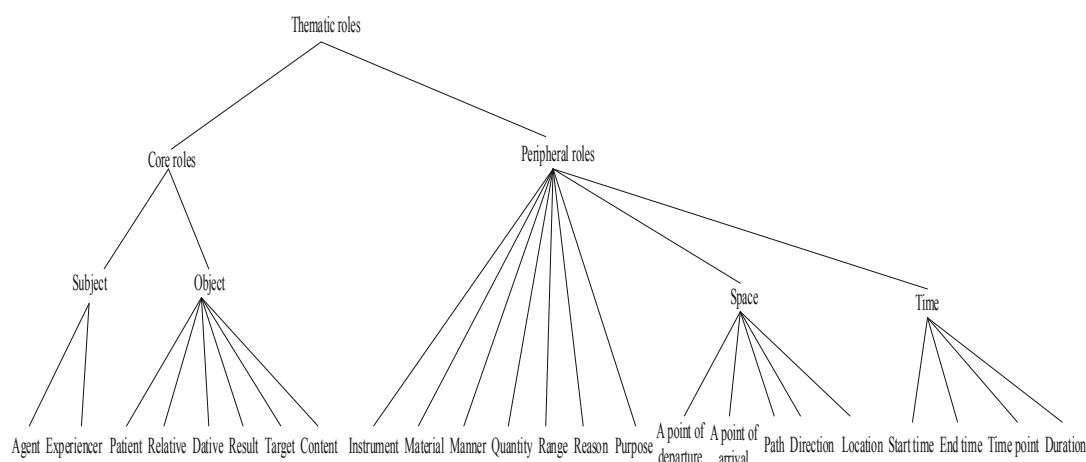 Thematic roles
Core roles
Peripheral roles
Subject
Object
Space
Time
Agent Experiencer Patient Relative Dative Result Target Content Instrument Material Manner Quantity Range Reason Purpose A point of departure A point of arrival Path Direction Location Start time End time Time point Duration